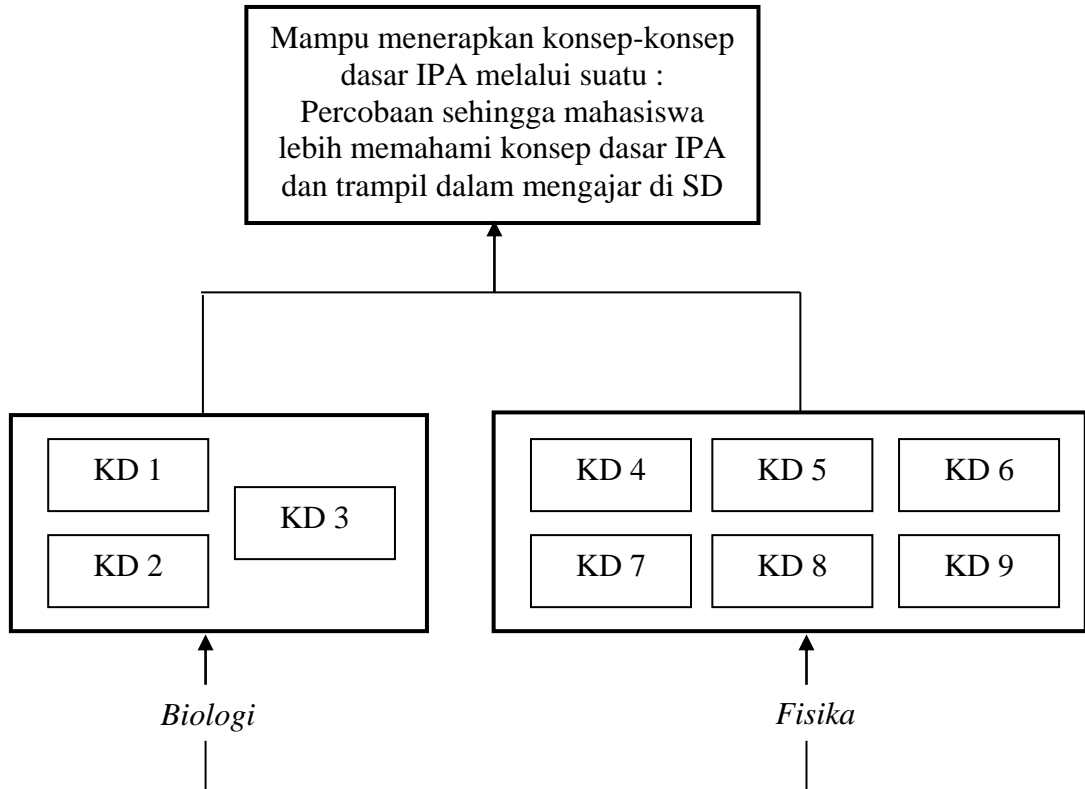 Mampu menerapkan konsep-konsep
dasar IPA melalui suatu :
Percobaan sehingga mahasiswa
lebih memahami konsep dasar IPA
dan trampil dalam mengajar di SD
KD 1
KD 2
KD 3
KD 4
KD 5
KD 6
KD 7
KD 8
KD 9
Biologi
Fisika